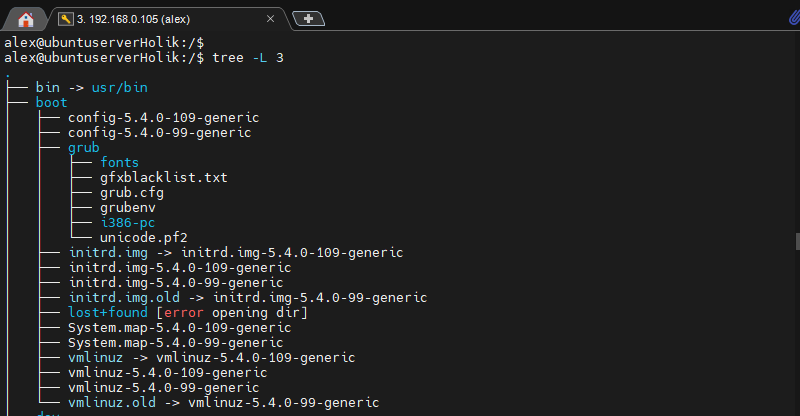 3. 192.168.0.105 (alex)
alex@ubuntuserverHolik:/$
alex@ubuntuserverHolik:/$ tree -L 3
.
├── bin -> usr/bin
├── boot
│   ├── config-5.4.0-109-generic
│   ├── config-5.4.0-99-generic
│   ├── grub
│   │   ├── fonts
│   │   ├── gfxblacklist.txt
│   │   ├── grub.cfg
│   │   ├── grubenv
│   │   ├── i386-pc
│   │   └── unicode.pf2
│   ├── initrd.img -> initrd.img-5.4.0-109-generic
│   ├── initrd.img-5.4.0-109-generic
│   ├── initrd.img-5.4.0-99-generic
│   ├── initrd.img.old -> initrd.img-5.4.0-99-generic
│   ├── lost+found [error opening dir]
│   ├── System.map-5.4.0-109-generic
│   ├── System.map-5.4.0-99-generic
│   ├── vmlinuz -> vmlinuz-5.4.0-109-generic
│   ├── vmlinuz-5.4.0-109-generic
│   ├── vmlinuz-5.4.0-99-generic
│   └── vmlinuz.old -> vmlinuz-5.4.0-99-generic